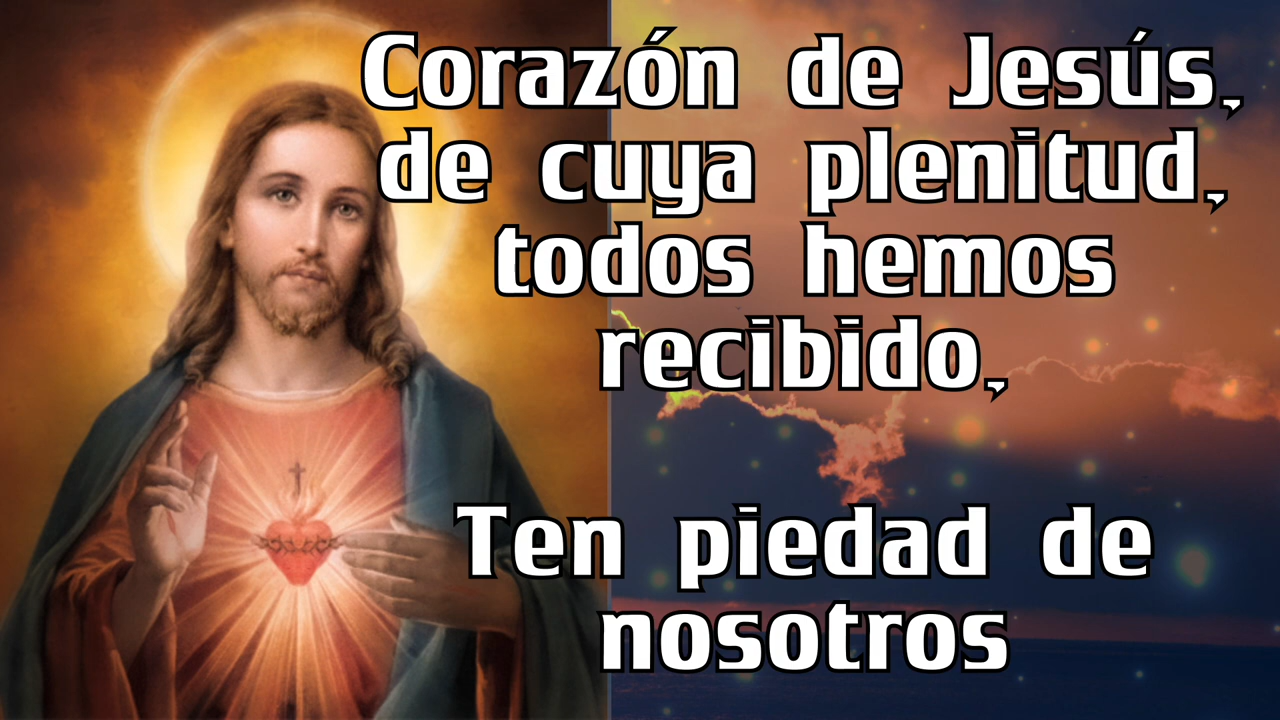 Corazón de Jesús,
de cuya plenitud,
todos hemos
recibido,
Ten piedad de
nosotros